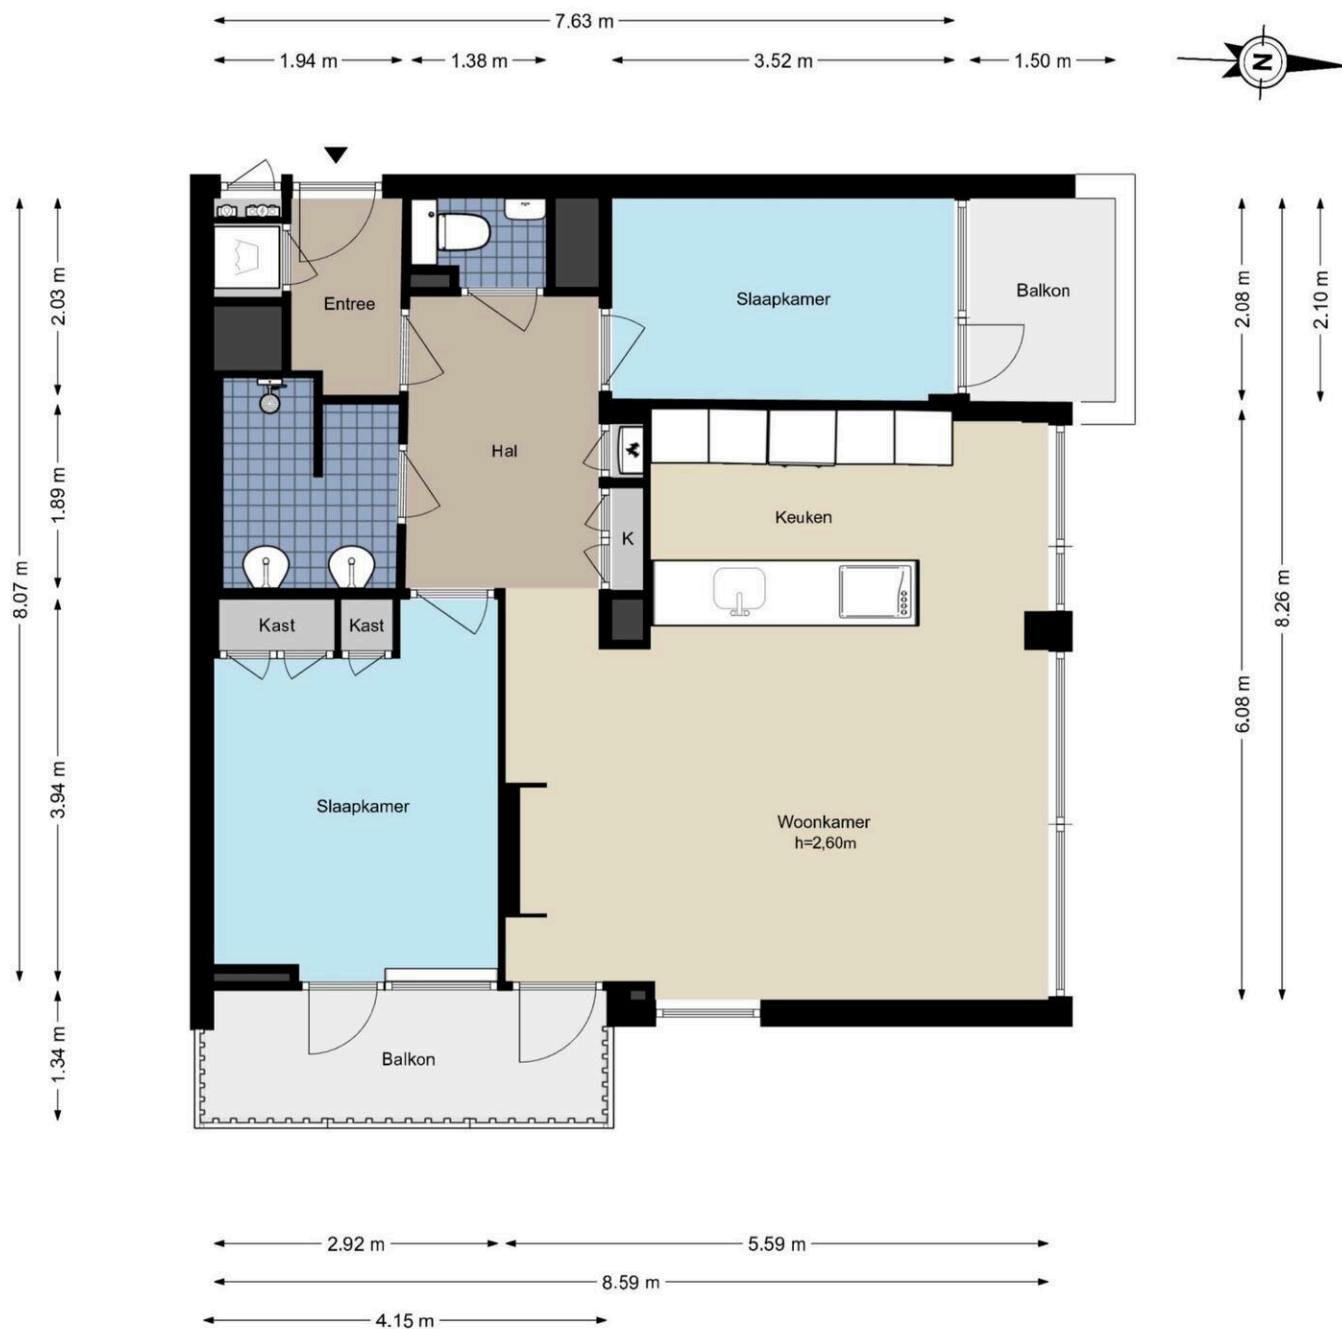 7.63 m
1.94 m
1.38 m
3.52 m
1.50 m
N
Entree
Slaapkamer
Balkon
2.03 m
2.08 m
2.10 m
Hal
1.89 m
Keuken
K
8.07 m
8.26 m
Kast
Kast
6.08 m
3.94 m
Slaapkamer
Woonkamer
h=2,60m
Balkon
1.34 m
2.92 m
5.59 m
8.59 m
4.15 m